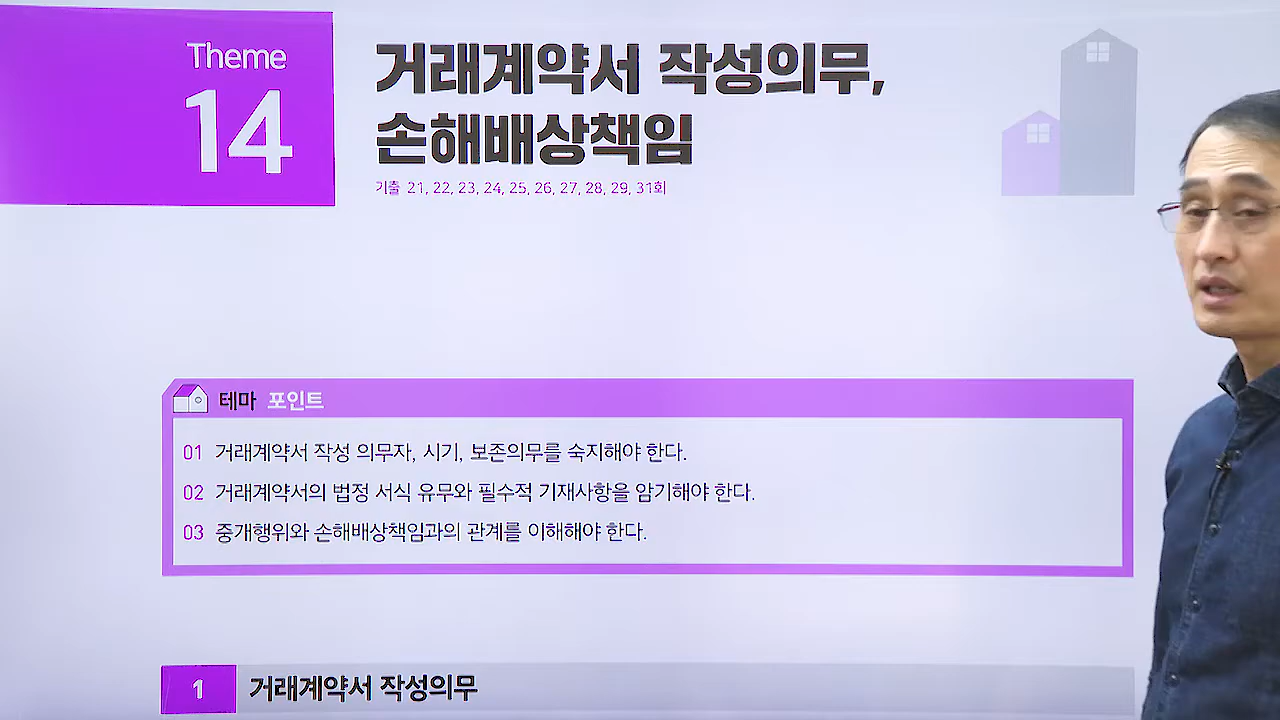 Theme
14
거래계약서 작성의무,
손해배상책임
기출 21, 22, 23, 24, 25, 26, 27, 28, 29, 31회
테마 포인트
01 거래계약서 작성 의무자, 시기, 보존의무를 숙지해야 한다.
02 거래계약서의 법정 서식 유무와 필수적 기재사항을 암기해야 한다.
03 중개행위와 손해배상책임과의 관계를 이해해야 한다.
1 거래계약서 작성의무